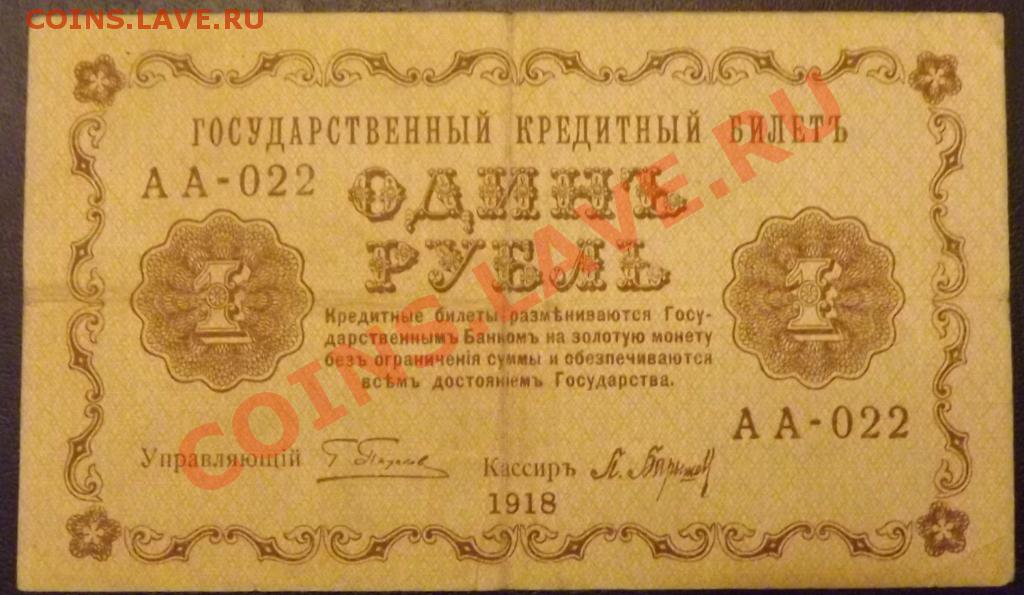 COINS.LAVE.RU
ГОСУДАРСТВЕННЫЙ КРЕДИТНЫЙ БИЛЕТЪ
АА-022
ОДИНЪ
РУБЛЬ
1
1
Кредитные билеты размѣниваются Госу-
дарственнымъ Банкомъ на золотую монету
безъ ограниченія суммы и обезпечиваются
всѣмъ достояніемъ Государства.
АА-022
Управляющій
Кассиръ
1918
COINS.LAVE.RU